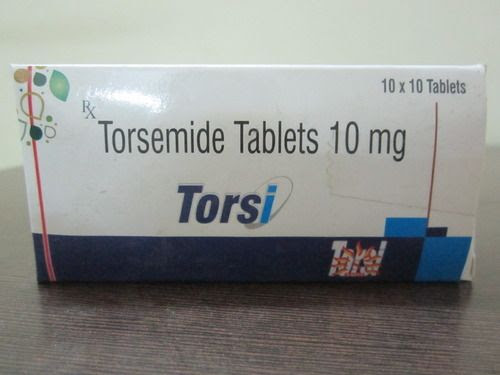 10 x 10 Tablets
Rx
Torsemide Tablets 10 mg
Torsi